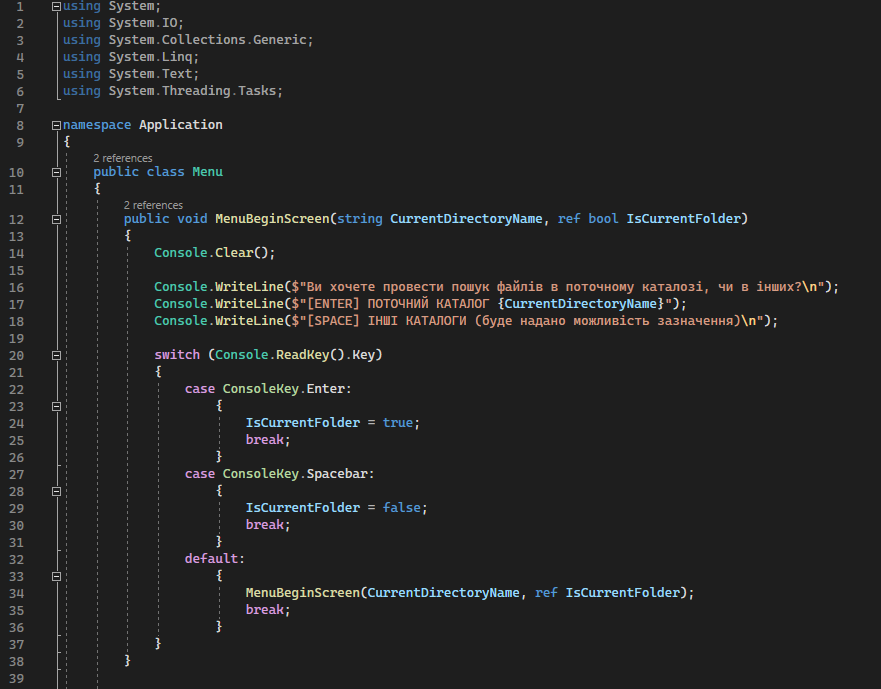 1 using System;
2 using System.IO;
3 using System.Collections.Generic;
4 using System.Linq;
5 using System.Text;
6 using System.Threading.Tasks;
7
8 namespace Application
9 {
2 references
10 public class Menu
11 {
2 references
12 public void MenuBeginScreen(string CurrentDirectoryName, ref bool IsCurrentFolder)
13 {
14 Console.Clear();
15
16 Console.WriteLine($"Ви хочете провести пошук файлів в поточному каталозі, чи в інших?\n");
17 Console.WriteLine($"[ENTER] ПОТОЧНИЙ КАТАЛОГ {CurrentDirectoryName}");
18 Console.WriteLine($"[SPACE] ІНШІ КАТАЛОГИ (буде надано можливість зазначення)\n");
19
20 switch (Console.ReadKey().Key)
21 {
22 case ConsoleKey.Enter:
23 {
24 IsCurrentFolder = true;
25 break;
26 }
27 case ConsoleKey.Spacebar:
28 {
29 IsCurrentFolder = false;
30 break;
31 }
32 default:
33 {
34 MenuBeginScreen(CurrentDirectoryName, ref IsCurrentFolder);
35 break;
36 }
37 }
38 }
39